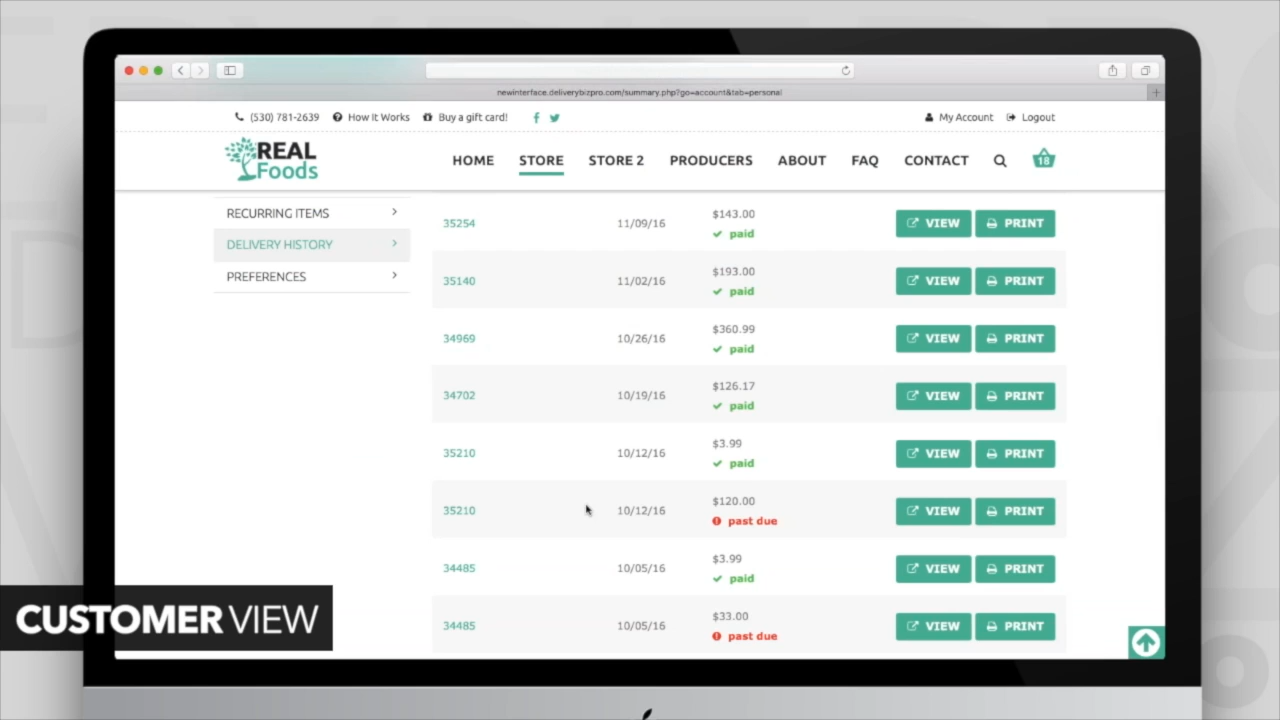 newinterface.deliverybizpro.com/summary.php?go=account&tab=personal
(530) 781-2639 How it Works Buy a gift card! My Account Logout
REAL
Foods
HOME STORE STORE 2 PRODUCERS ABOUT FAQ CONTACT 18
RECURRING ITEMS
DELIVERY HISTORY
PREFERENCES
35254 11/09/16 $143.00 paid VIEW PRINT
35140 11/02/16 $193.00 paid VIEW PRINT
34969 10/26/16 $360.99 paid VIEW PRINT
34702 10/19/16 $126.17 paid VIEW PRINT
35210 10/12/16 $3.99 paid VIEW PRINT
35210 10/12/16 $120.00 past due VIEW PRINT
34485 10/05/16 $3.99 paid VIEW PRINT
34485 10/05/16 $33.00 past due VIEW PRINT
CUSTOMER VIEW